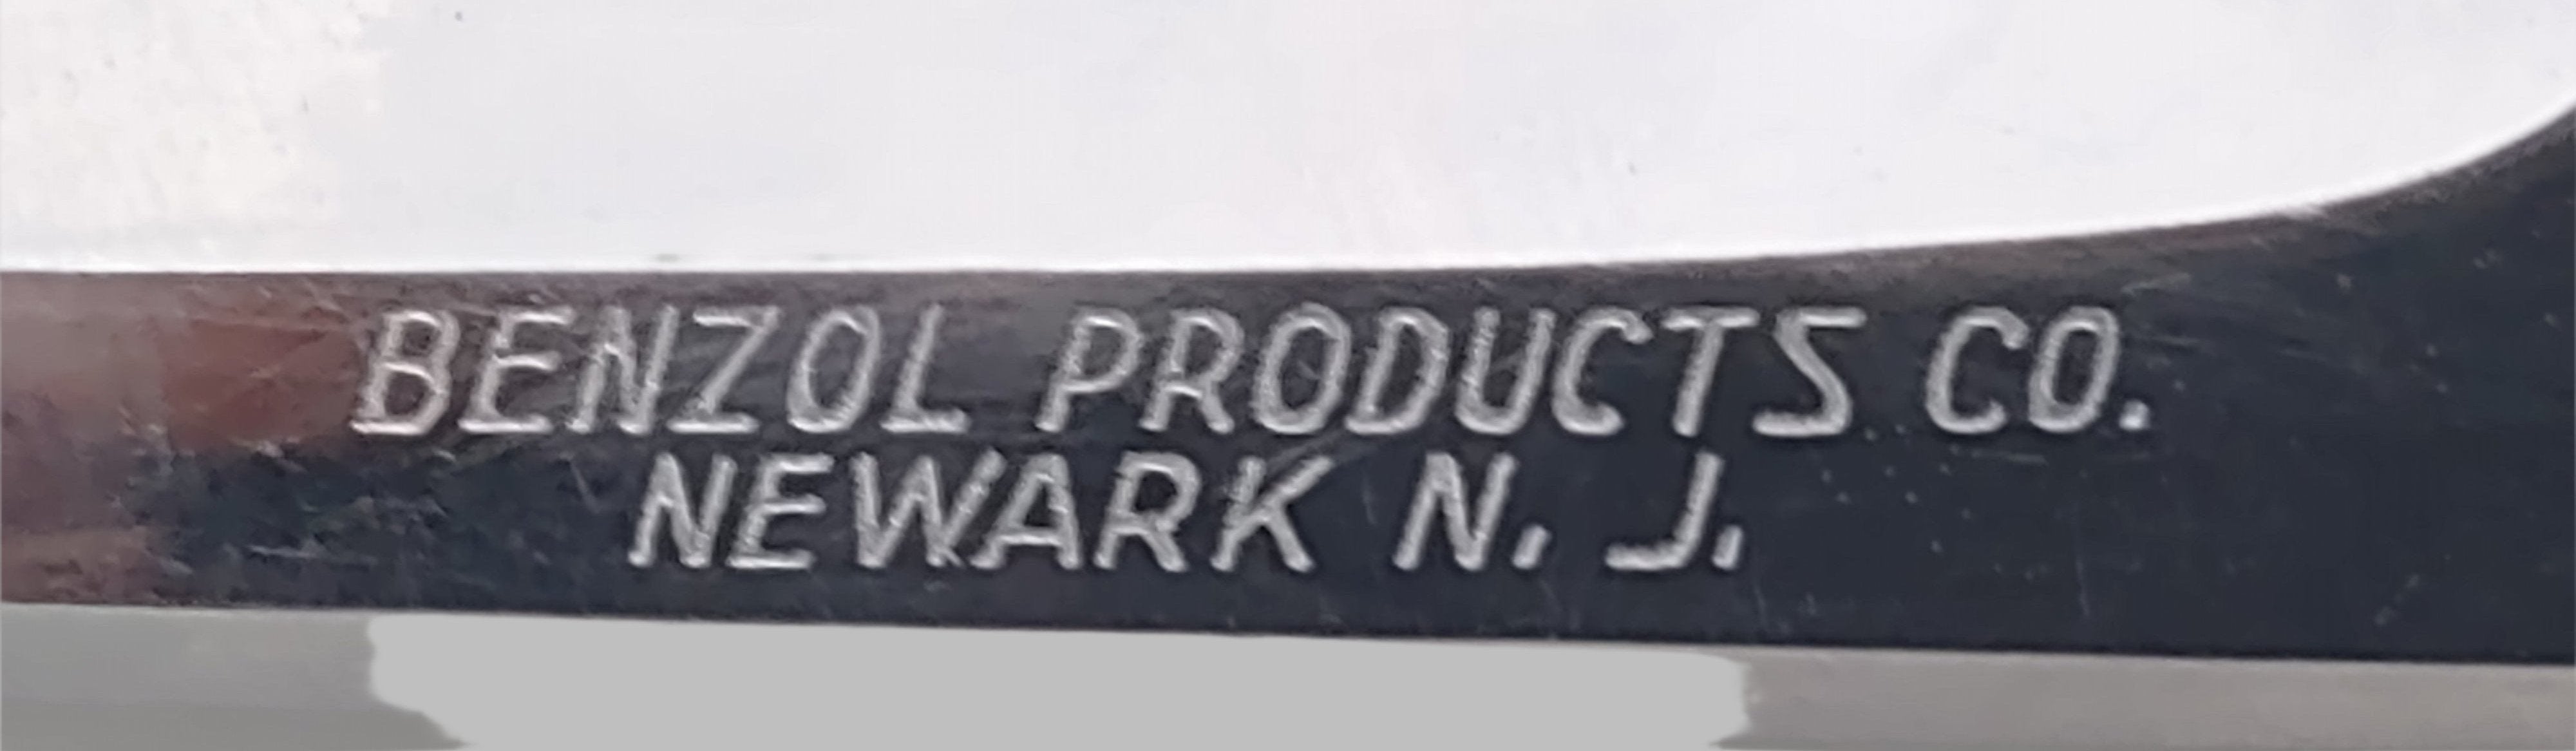 BENZOL PRODUCTS CO.
NEWARK N. J.